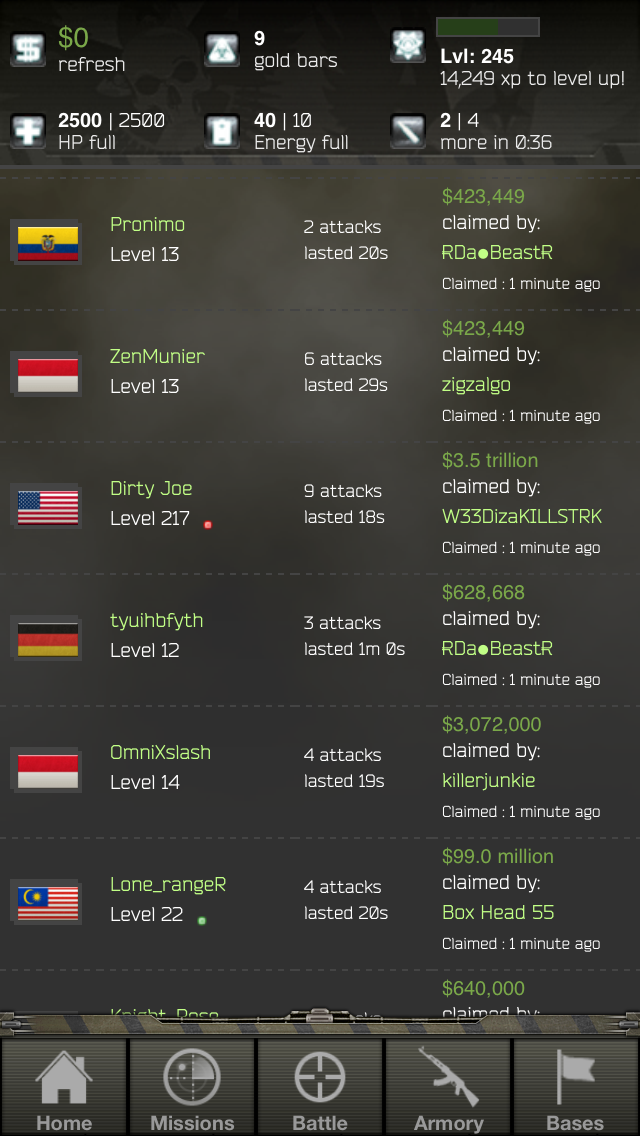 $0
refresh
9
gold bars
Lvl: 245
14,249 xp to level up!
2500 | 2500
HP full
40 | 10
Energy full
2 | 4
more in 0:36
Pronimo
Level 13
2 attacks
lasted 20s
$423,449
claimed by:
RDa●BeastR
Claimed : 1 minute ago
ZenMunier
Level 13
6 attacks
lasted 29s
$423,449
claimed by:
zigzalgo
Claimed : 1 minute ago
Dirty Joe
Level 217
9 attacks
lasted 18s
$3.5 trillion
claimed by:
W33DizaKILLSTRK
Claimed : 1 minute ago
tyuihbfyth
Level 12
3 attacks
lasted 1m 0s
$628,668
claimed by:
RDa●BeastR
Claimed : 1 minute ago
OmniXslash
Level 14
4 attacks
lasted 19s
$3,072,000
claimed by:
killerjunkie
Claimed : 1 minute ago
Lone_rangeR
Level 22
4 attacks
lasted 20s
$99.0 million
claimed by:
Box Head 55
Claimed : 1 minute ago
$640,000
claimed by:
Home
Missions
Battle
Armory
Bases